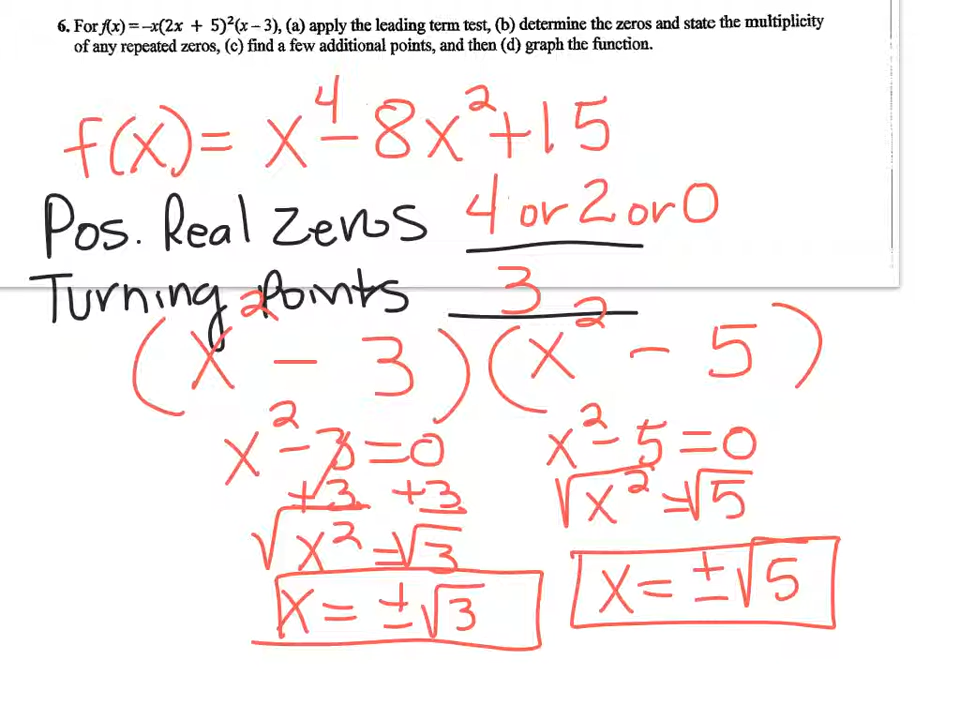 6. For f(x) = –x(2x + 5)²(x – 3), (a) apply the leading term test, (b) determine the zeros and state the multiplicity
of any repeated zeros, (c) find a few additional points, and then (d) graph the function.
f(x) = x⁴ – 8x² + 15
Pos. Real Zeros 4 or 2 or 0
Turning Points 3
(x² – 3)(x² – 5)
x² – 3 = 0 x² – 5 = 0
+3 +3
√x² = √3 √x² = √5
x = ±√3 x = ±√5